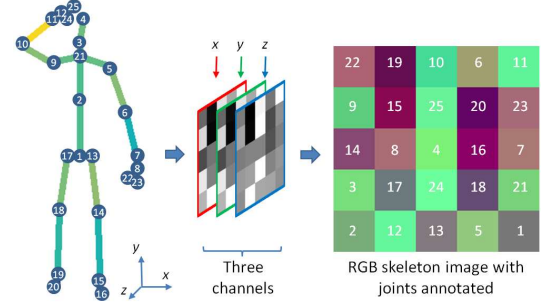 25
12
11 24 4
10
3
21
9
5
2
6
17 1 13
7
8
22 23
18
14
19
20
15
16
y
x
z
x y z
Three
channels
22 19 10 6 11
9 15 25 20 23
14 8 4 16 7
3 17 24 18 21
2 12 13 5 1
RGB skeleton image with
joints annotated